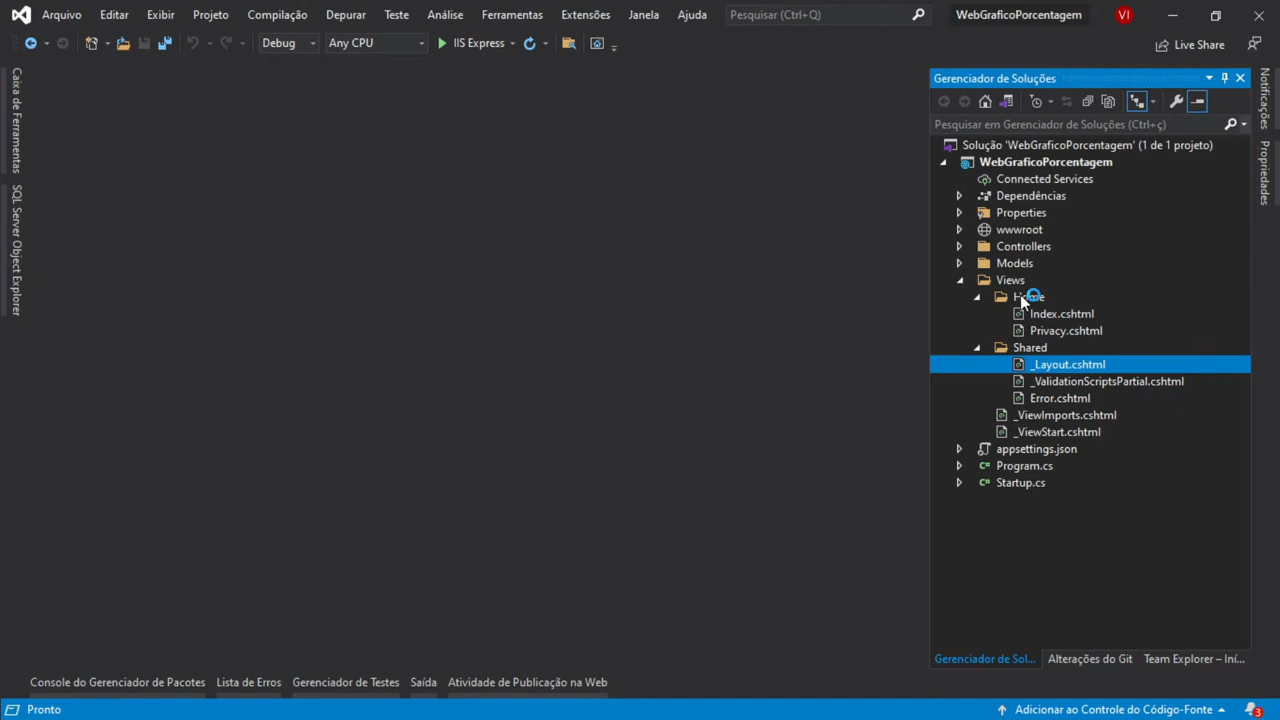 Arquivo Editar Exibir Projeto Compilação Depurar Teste Análise Ferramentas Extensões Janela Ajuda Pesquisar (Ctrl+Q) WebGraficoPorcentagem VI
Debug Any CPU IIS Express Live Share
Caixa de Ferramentas
SQL Server Object Explorer
Gerenciador de Soluções
Pesquisar em Gerenciador de Soluções (Ctrl+ç)
Solução 'WebGraficoPorcentagem' (1 de 1 projeto)
WebGraficoPorcentagem
Connected Services
Dependências
Properties
wwwroot
Controllers
Models
Views
Home
Index.cshtml
Privacy.cshtml
Shared
_Layout.cshtml
_ValidationScriptsPartial.cshtml
Error.cshtml
_ViewImports.cshtml
_ViewStart.cshtml
appsettings.json
C# Program.cs
C# Startup.cs
Notificações
Propriedades
Gerenciador de Sol... Alterações do Git Team Explorer – Iní...
Console do Gerenciador de Pacotes Lista de Erros Gerenciador de Testes Saída Atividade de Publicação na Web
Pronto Adicionar ao Controle do Código-Fonte 3